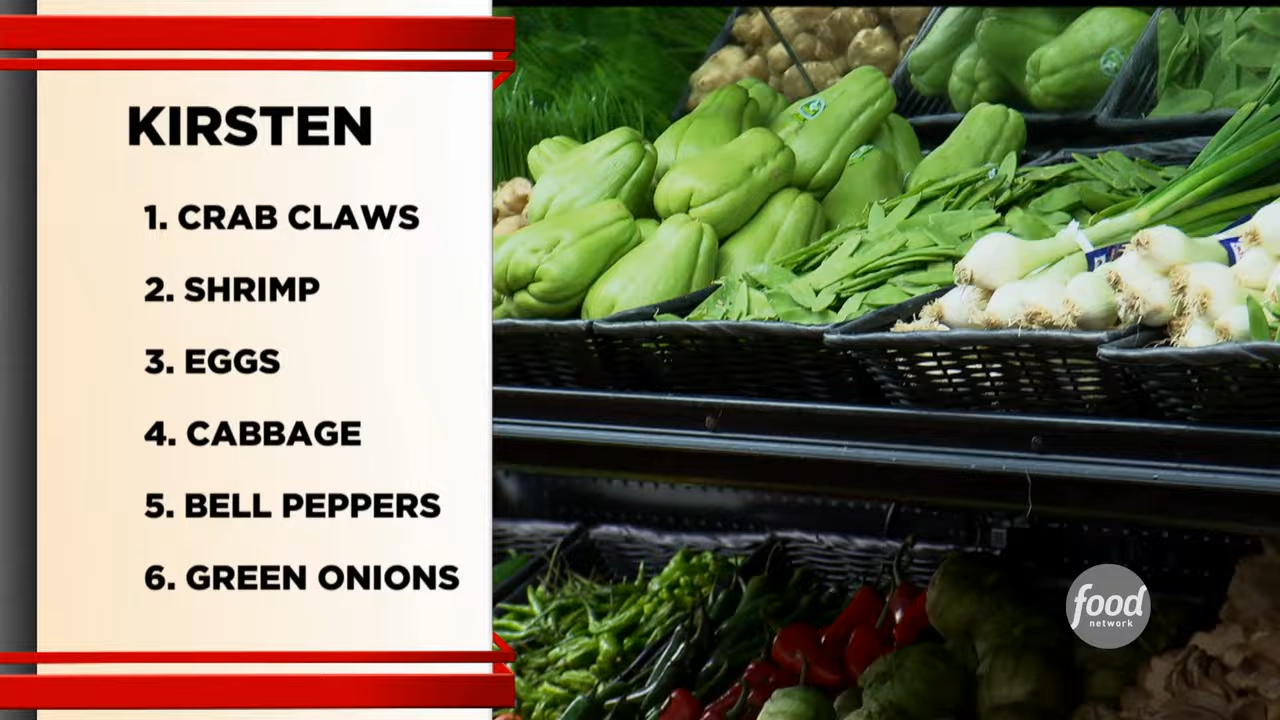 KIRSTEN
1. CRAB CLAWS
2. SHRIMP
3. EGGS
4. CABBAGE
5. BELL PEPPERS
6. GREEN ONIONS
food
network